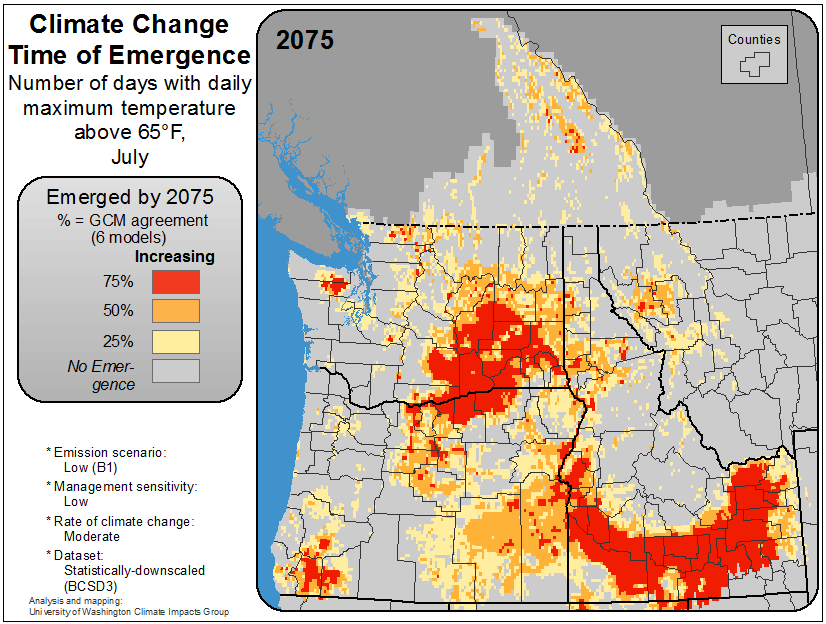 Climate Change
Time of Emergence
Number of days with daily
maximum temperature
above 65°F,
July
Emerged by 2075
% = GCM agreement
(6 models)
Increasing
75%
50%
25%
No Emer-
gence
* Emission scenario:
Low (B1)
* Management sensitivity:
Low
* Rate of climate change:
Moderate
* Dataset:
Statistically-downscaled
(BCSD3)
Analysis and mapping:
University of Washington Climate Impacts Group
2075
Counties